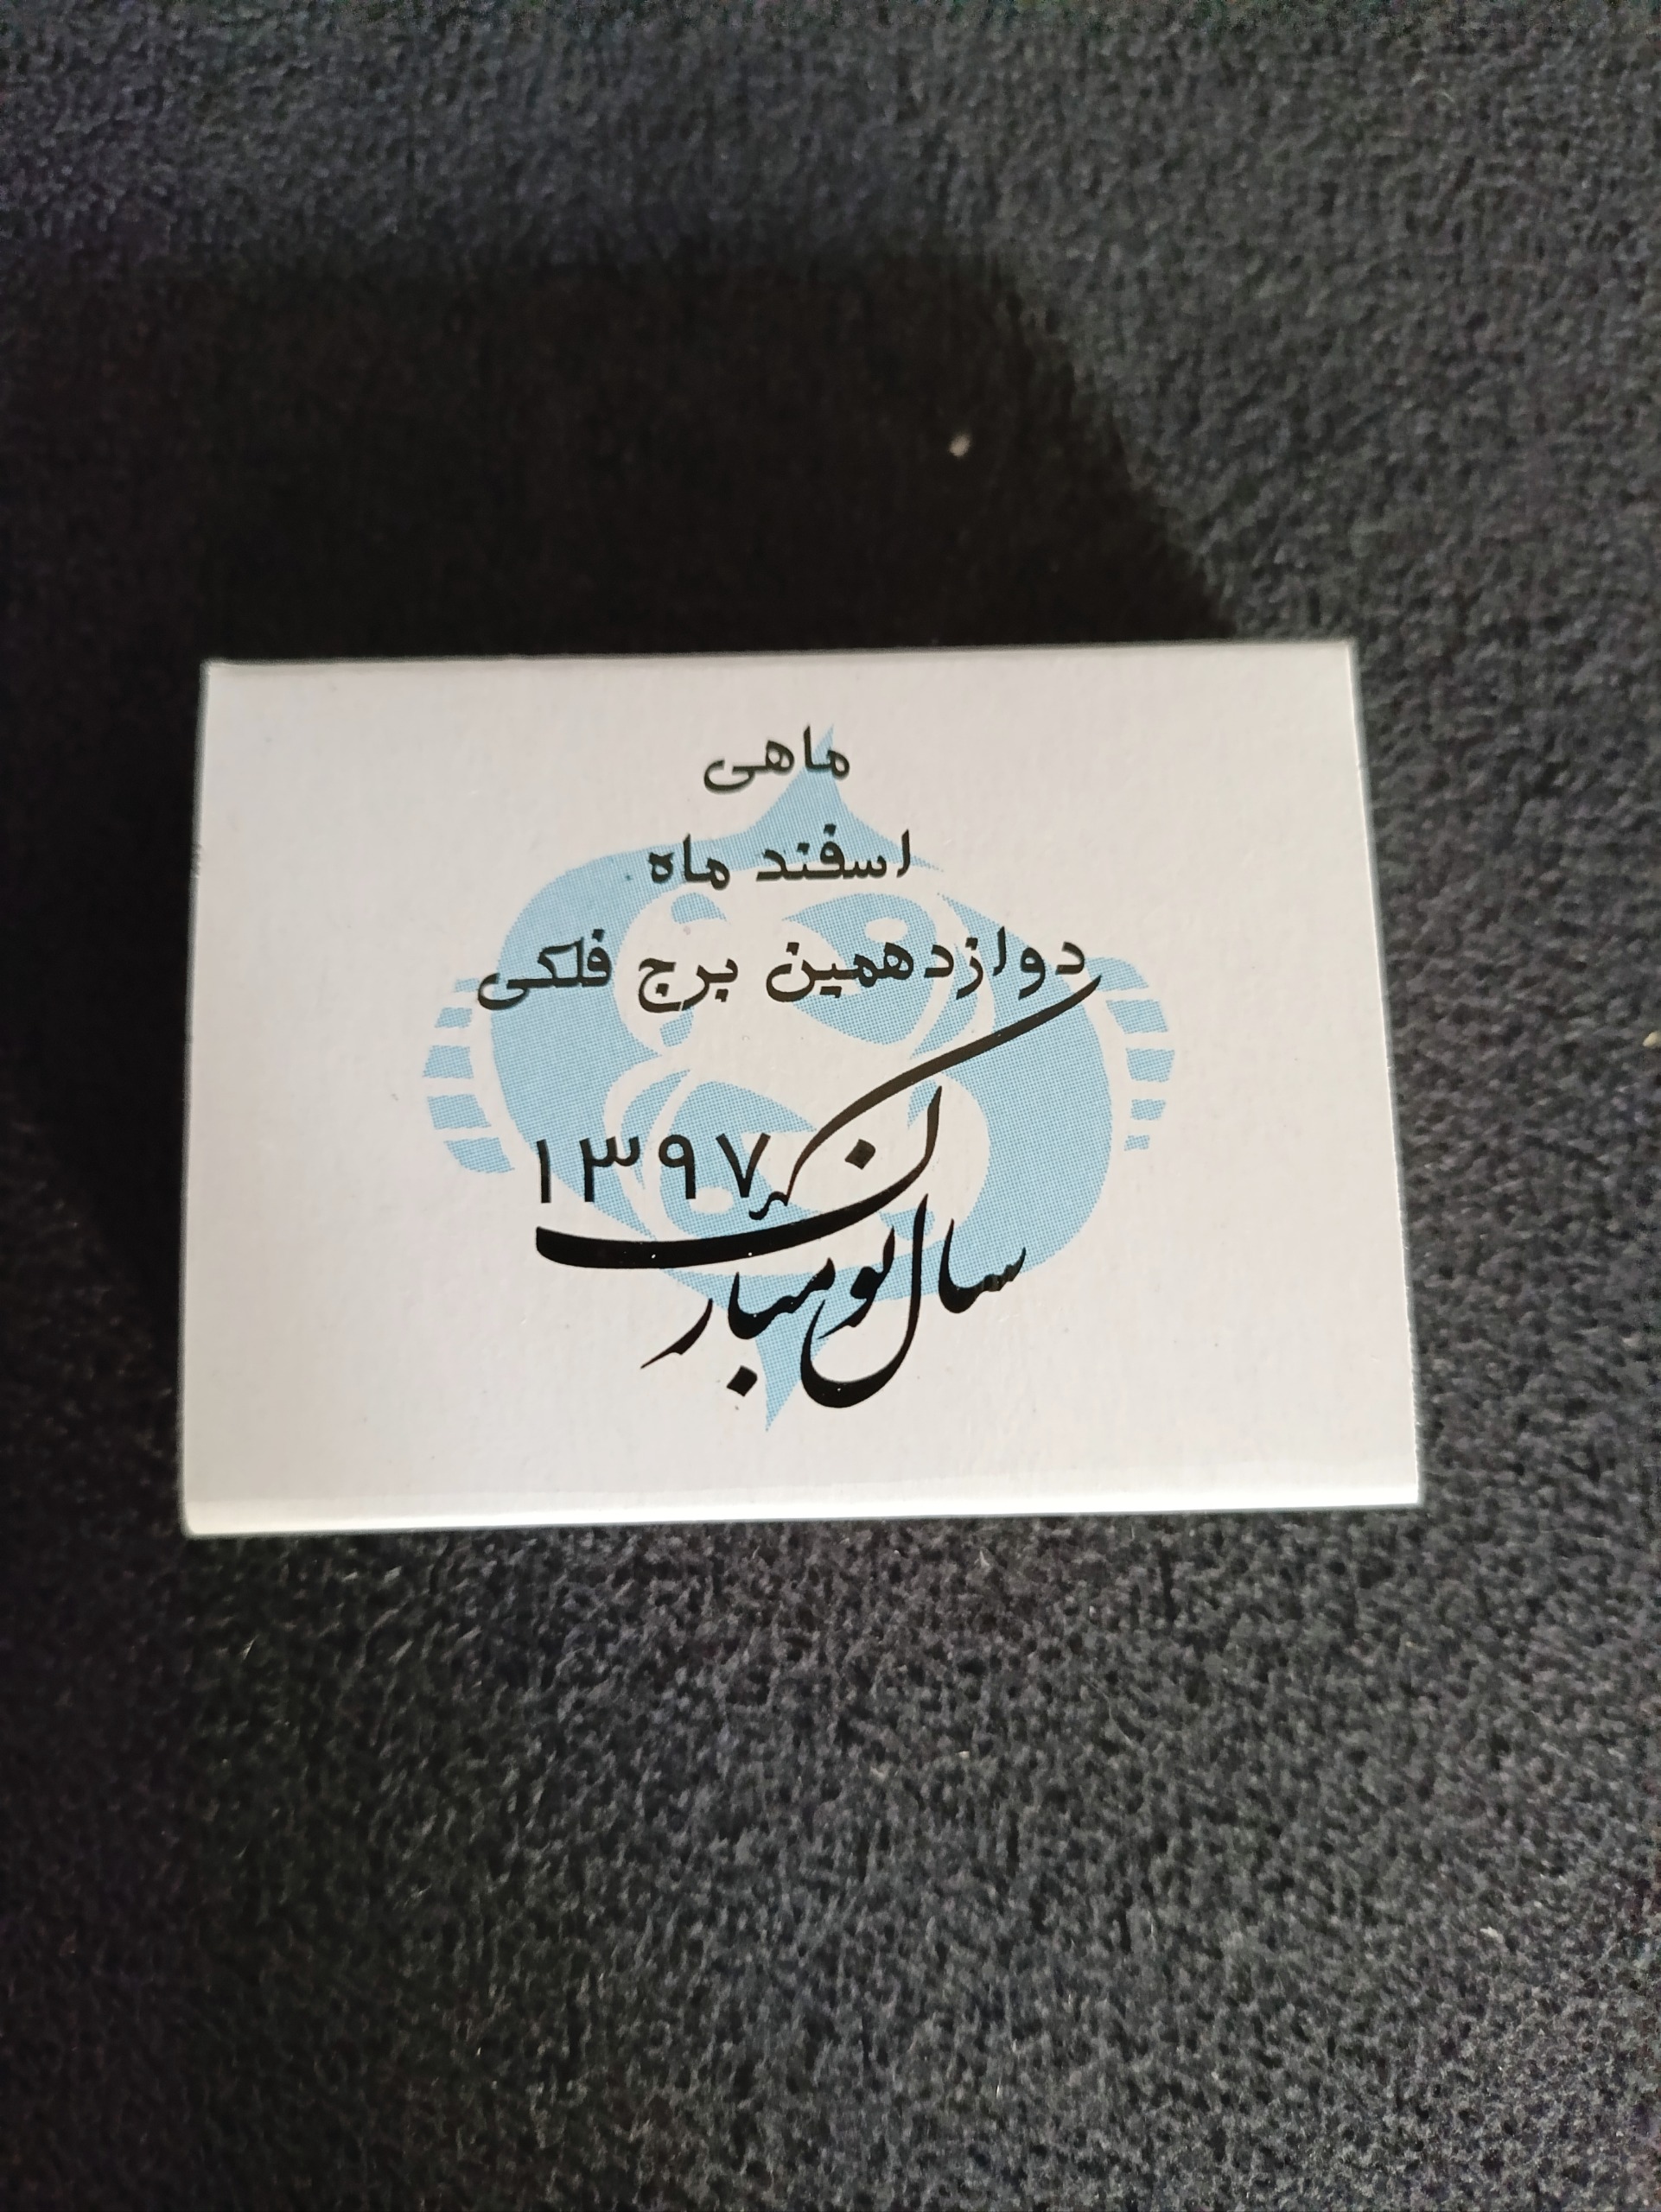 ماهی
اسفند ماه
دوازدهمین برج فلکی
۱۳۹۷
سال نو مبارک